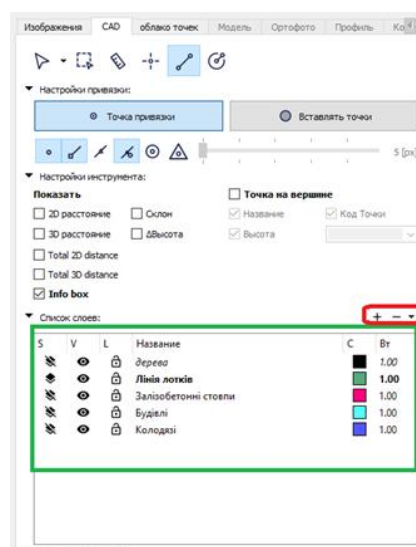 Изображения CAD облако точек Модель Ортофото Профиль
Настройки привязки:
Точка привязки Вставлять точки
5 [px]
Настройки инструмента:
Показать Точка на вершине
2D расстояние Склон Название Код Точки
3D расстояние ΔВысота Высота
Total 2D distance
Total 3D distance
Info box
Список слоев:
S V L Название C Вт
дерева 1.00
Лінія лотків 1.00
Залізобетонні стовпи 1.00
Будівлі 1.00
Колодязі 1.00